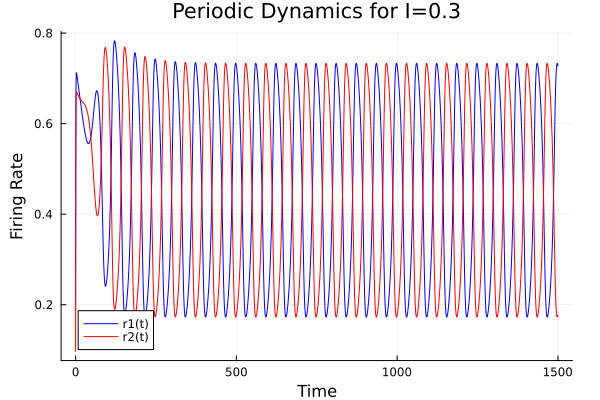 Periodic Dynamics for I=0.3
Firing Rate
0.8
0.6
0.4
0.2
r1(t)
r2(t)
0
500
1000
1500
Time